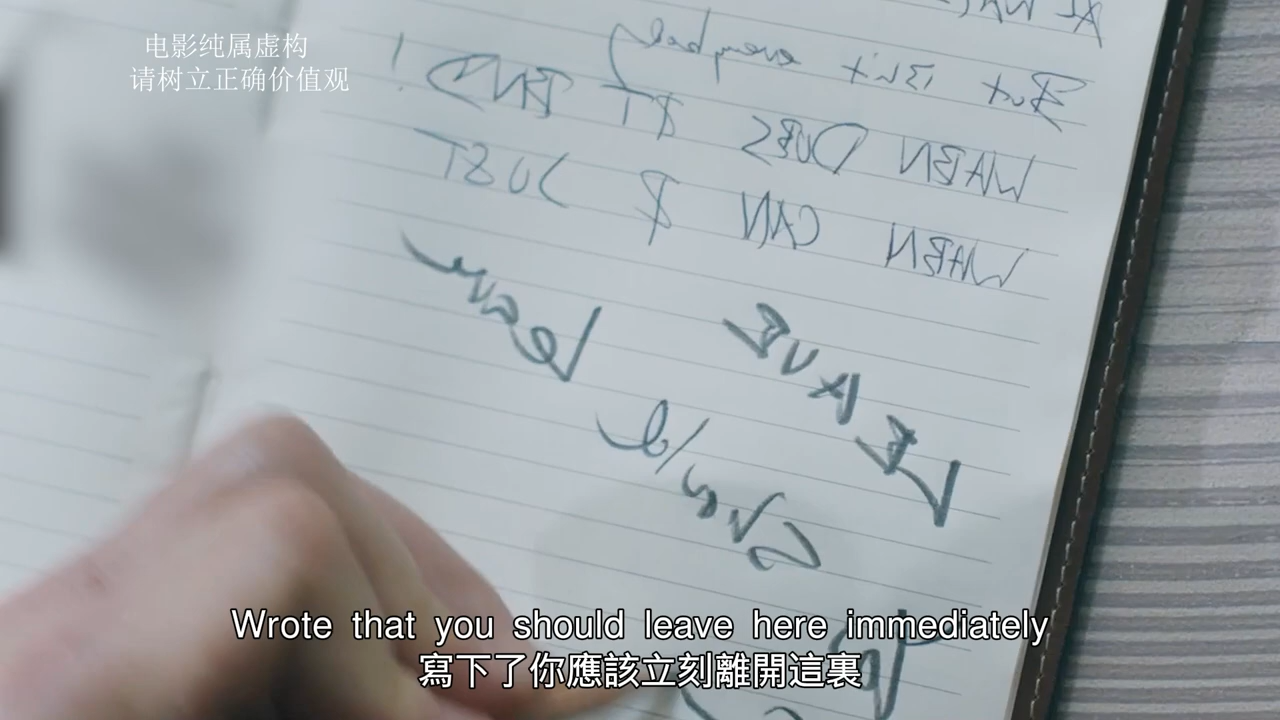 电影纯属虚构
请树立正确价值观
But everybody
WHEN DOES IT END!
WHEN CAN I JUST
LEAVE
leave
Wrote that you should leave here immediately
寫下了你應該立刻離開這裏